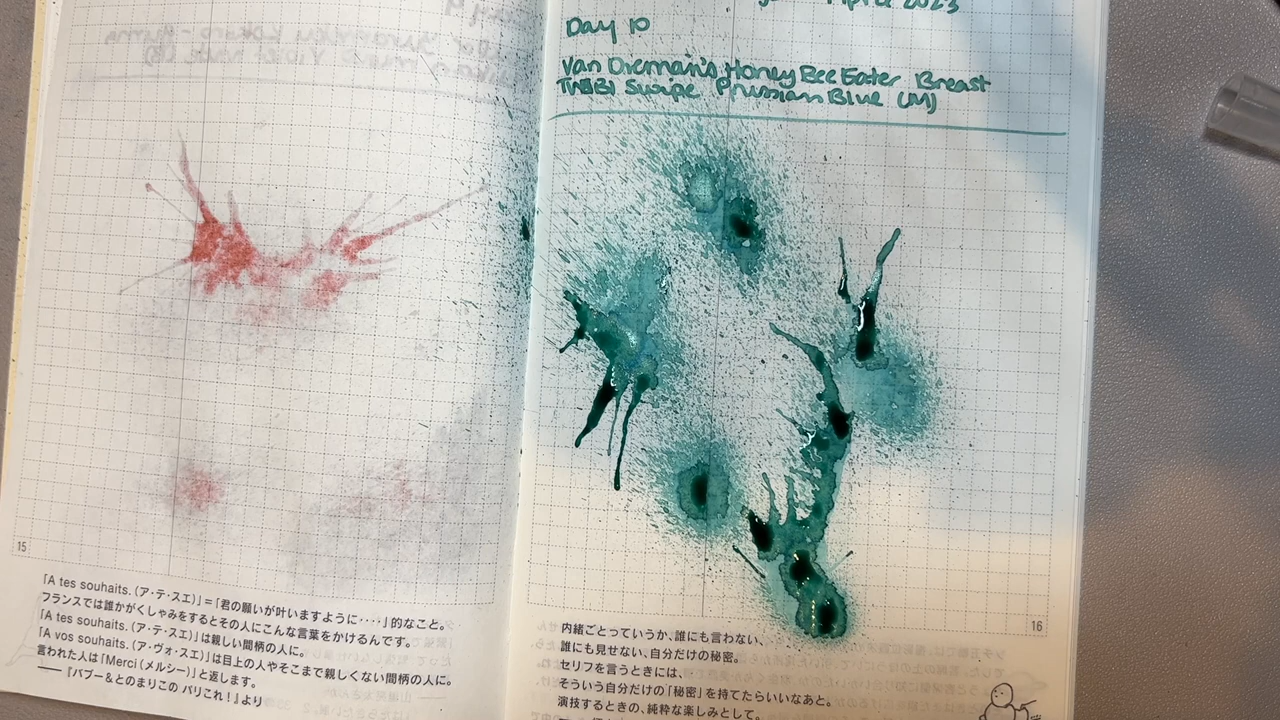 15
「A tes souhaits.（ア・テ・スエ）」＝「君の願いが叶いますように・・・・」的なこと。
フランスでは誰かがくしゃみをするとその人にこんな言葉をかけるんです。
「A tes souhaits.（ア・テ・スエ）」は親しい間柄の人に。
「A vos souhaits.（ア・ヴォ・スエ）」は目上の人やそこまで親しくない間柄の人に。
言われた人は「Merci（メルシー）」と返します。
── 『バブー＆とのまりこの パリこれ！』より
April 2023
Day 10
Van Dieman's Honey Bee Eater Breast
TWSBI Swipe Prussian Blue (M)
16
内緒ごとっていうか、誰にも言わない、
誰にも見せない、自分だけの秘密。
セリフを言うときには、
そういう自分だけの「秘密」を持てたらいいなあと。
演技するときの、純粋な楽しみとして。